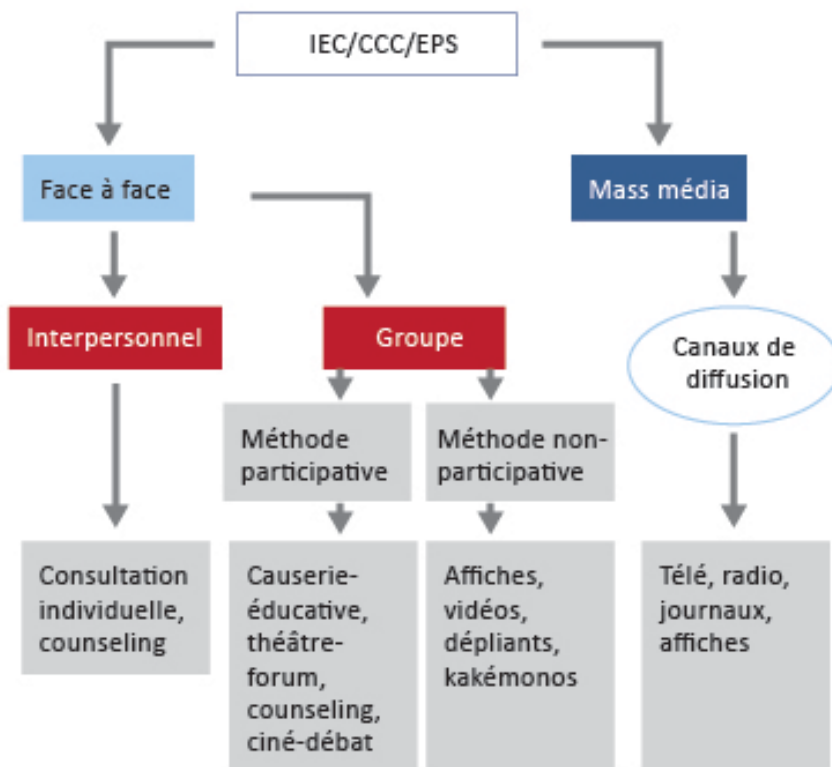 IEC/CCC/EPS
Face à face
Mass média
Interpersonnel
Groupe
Canaux de
diffusion
Méthode
participative
Méthode non-
participative
Consultation
individuelle,
counseling
Causerie-
éducative,
théâtre-
forum,
counseling,
ciné-débat
Affiches,
vidéos,
dépliants,
kakémonos
Télé, radio,
journaux,
affiches